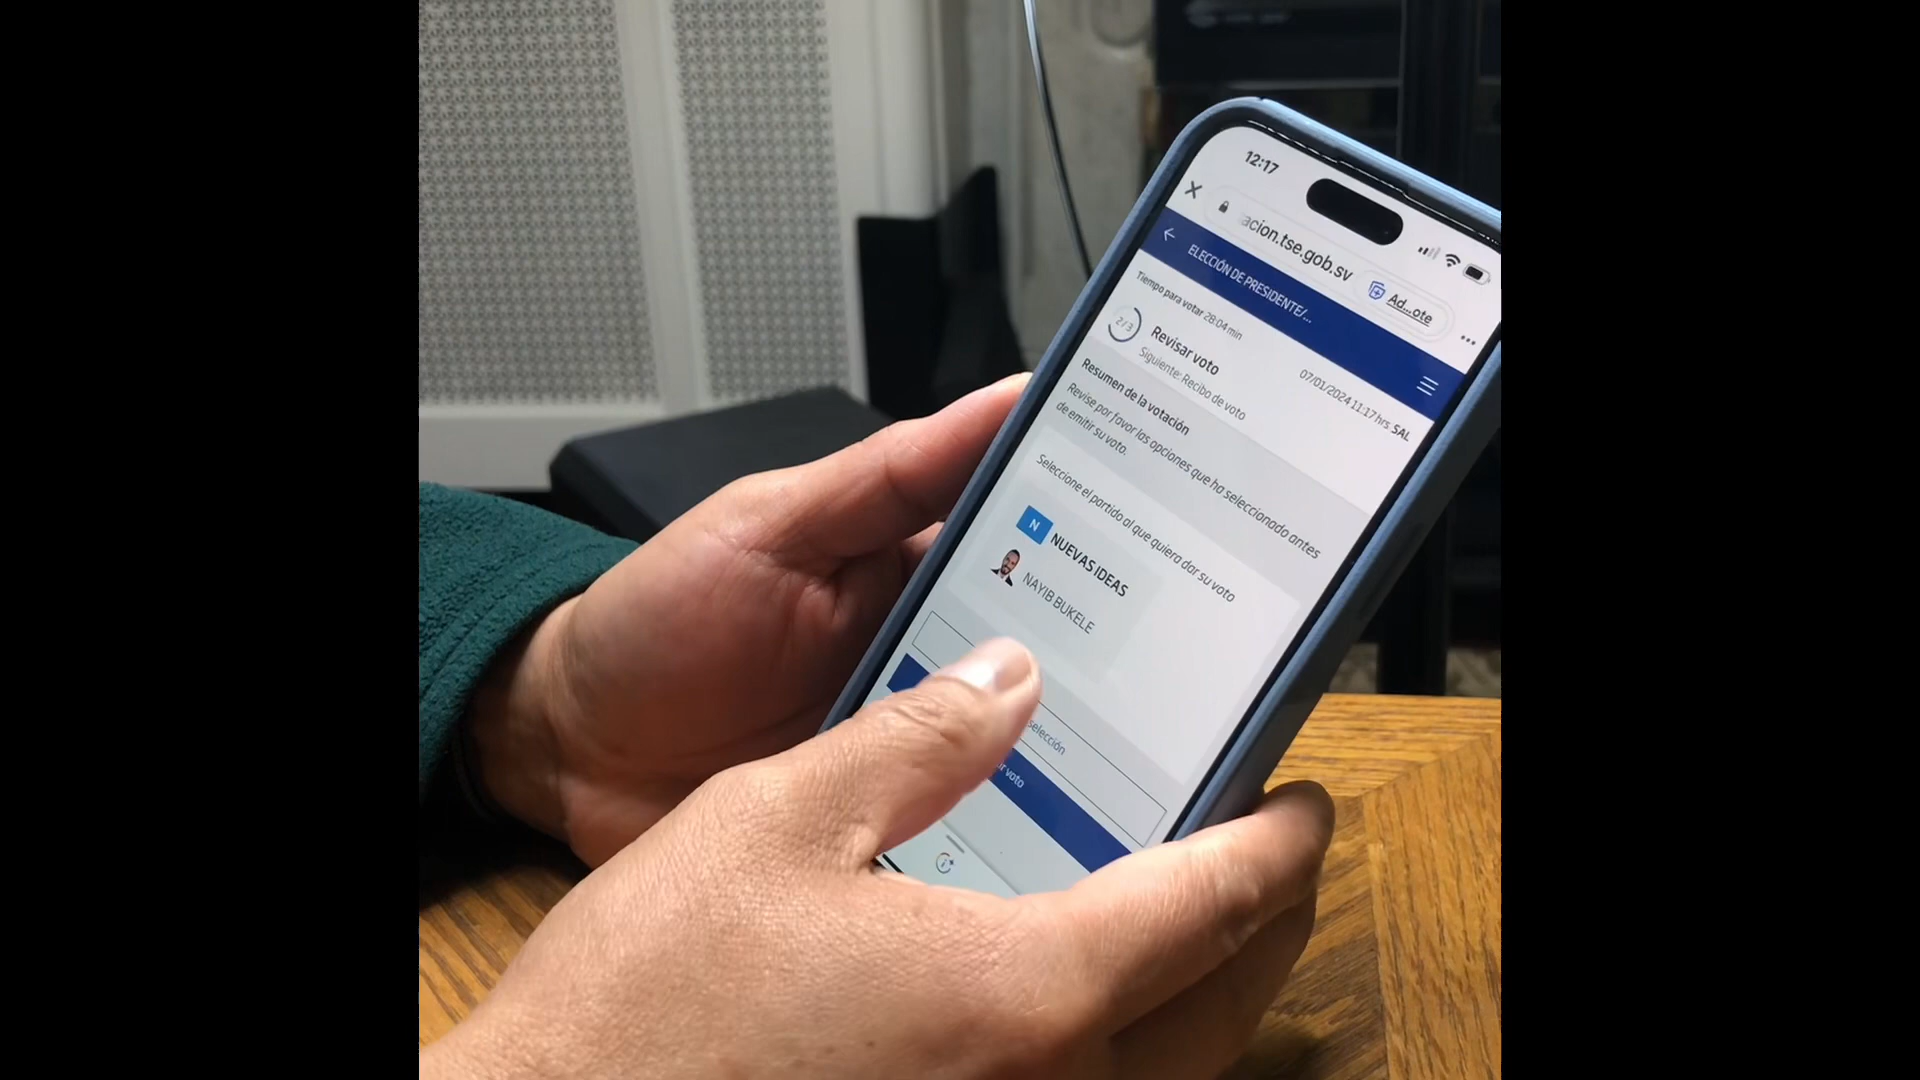 12:17
acion.tse.gob.sv
Ad...ote
ELECCIÓN DE PRESIDENTE/...
Tiempo para votar 28:04 min
2/3
Revisar voto
Siguiente: Recibo de voto
07/01/2024 11:17 hrs. SAL
Resumen de la votación
Revise por favor las opciones que ha seleccionado antes
de emitir su voto.
Seleccione el partido al que quiera dar su voto
N
NUEVAS IDEAS
NAYIB BUKELE
selección
voto